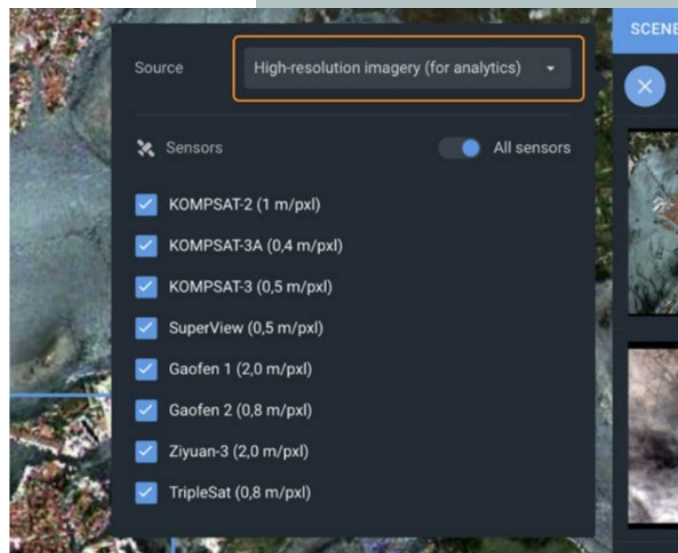 SCENE
Source High-resolution imagery (for analytics)
Sensors All sensors
KOMPSAT-2 (1 m/pxl)
KOMPSAT-3A (0,4 m/pxl)
KOMPSAT-3 (0,5 m/pxl)
SuperView (0,5 m/pxl)
Gaofen 1 (2,0 m/pxl)
Gaofen 2 (0,8 m/pxl)
Ziyuan-3 (2,0 m/pxl)
TripleSat (0,8 m/pxl)